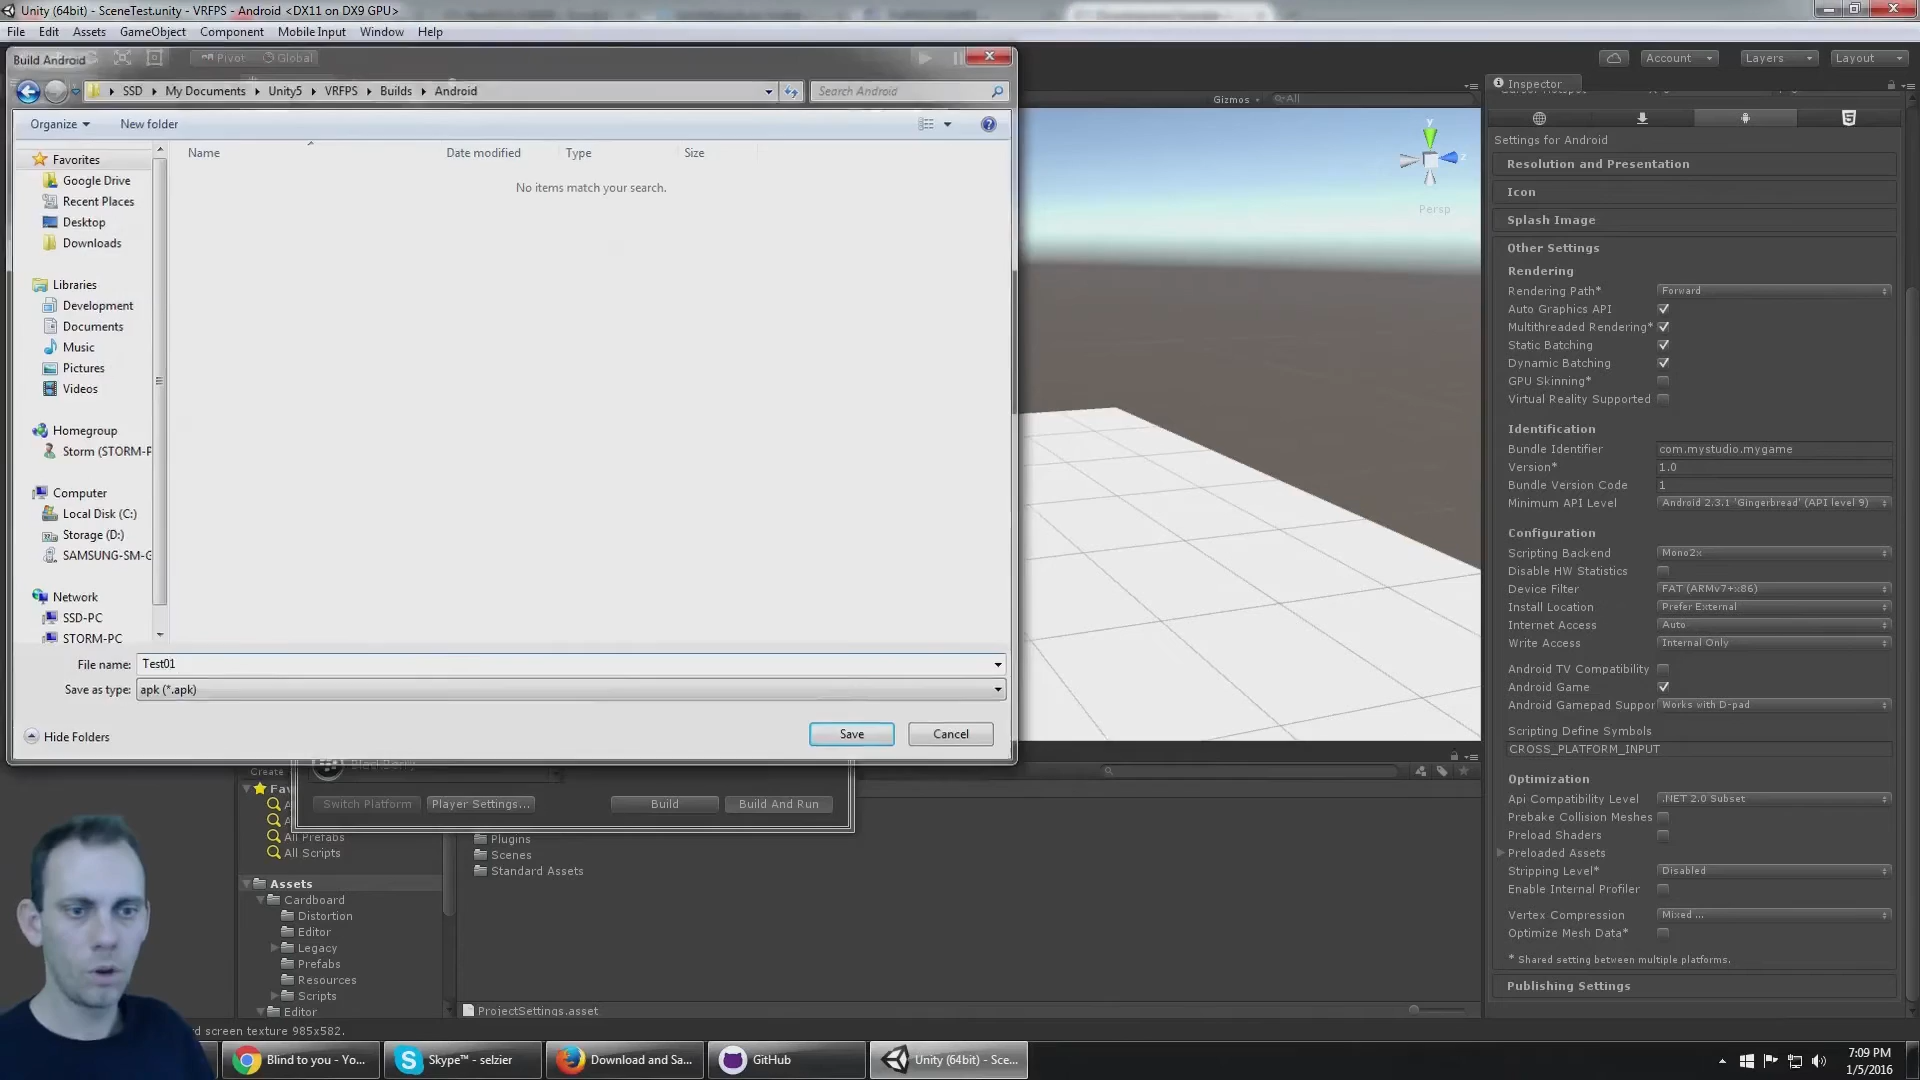 Unity (64bit) - SceneTest.unity - VRFPS - Android <DX11 on DX9 GPU>
File Edit Assets GameObject Component Mobile Input Window Help
Build Android
Pivot Global
Account Layers Layout
SSD My Documents Unity5 VRFPS Builds Android
Search Android
Organize New folder
Name Date modified Type Size
No items match your search.
Favorites
Google Drive
Recent Places
Desktop
Downloads
Libraries
Development
Documents
Music
Pictures
Videos
Homegroup
Storm (STORM-P
Computer
Local Disk (C:)
Storage (D:)
SAMSUNG-SM-G
Network
SSD-PC
STORM-PC
File name: Test01
Save as type: apk (*.apk)
Hide Folders
Save Cancel
Gizmos All
y
z
Persp
Inspector
Settings for Android
Resolution and Presentation
Icon
Splash Image
Other Settings
Rendering
Rendering Path* Forward
Auto Graphics API
Multithreaded Rendering*
Static Batching
Dynamic Batching
GPU Skinning*
Virtual Reality Supported
Identification
Bundle Identifier com.mystudio.mygame
Version* 1.0
Bundle Version Code 1
Minimum API Level Android 2.3.1 'Gingerbread' (API level 9)
Configuration
Scripting Backend Mono2x
Disable HW Statistics
Device Filter FAT (ARMv7+x86)
Install Location Prefer External
Internet Access Auto
Write Access Internal Only
Android TV Compatibility
Android Game
Android Gamepad Suppor Works with D-pad
Scripting Define Symbols
CROSS_PLATFORM_INPUT
Optimization
Api Compatibility Level .NET 2.0 Subset
Prebake Collision Meshes
Preload Shaders
Preloaded Assets
Stripping Level* Disabled
Enable Internal Profiler
Vertex Compression Mixed ...
Optimize Mesh Data*
* Shared setting between multiple platforms.
Publishing Settings
BlackBerry
Switch Platform Player Settings... Build Build And Run
Create
Fav
All Prefabs
All Scripts
Assets
Cardboard
Distortion
Editor
Legacy
Prefabs
Resources
Scripts
Editor
Plugins
Scenes
Standard Assets
ProjectSettings.asset
d screen texture 985x582.
Blind to you - Yo...
Skype™ - selzier
Download and Sa...
GitHub
Unity (64bit) - Sce...
7:09 PM
1/5/2016